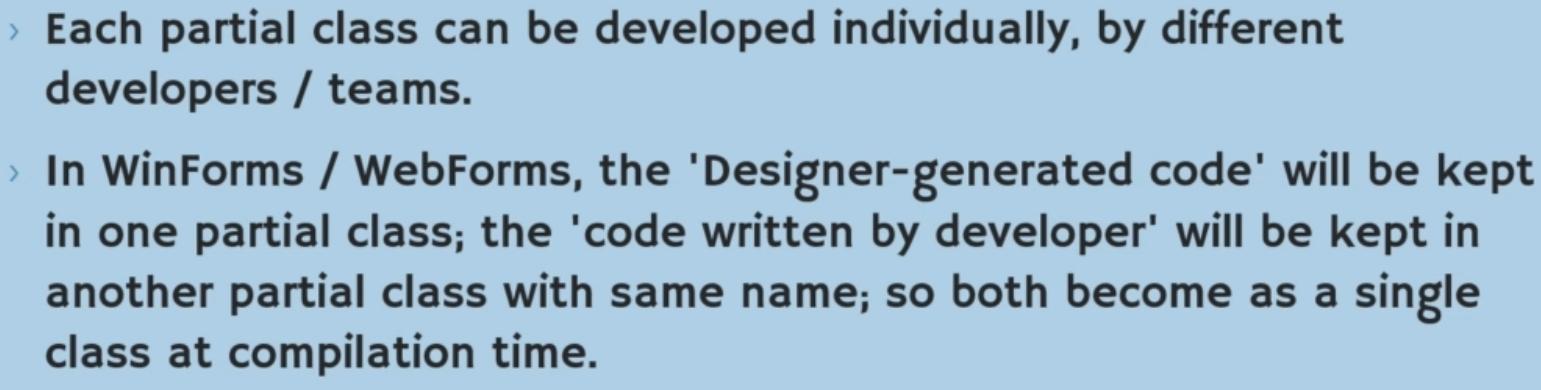 › Each partial class can be developed individually, by different
developers / teams.
› In WinForms / WebForms, the 'Designer-generated code' will be kept
in one partial class; the 'code written by developer' will be kept in
another partial class with same name; so both become as a single
class at compilation time.